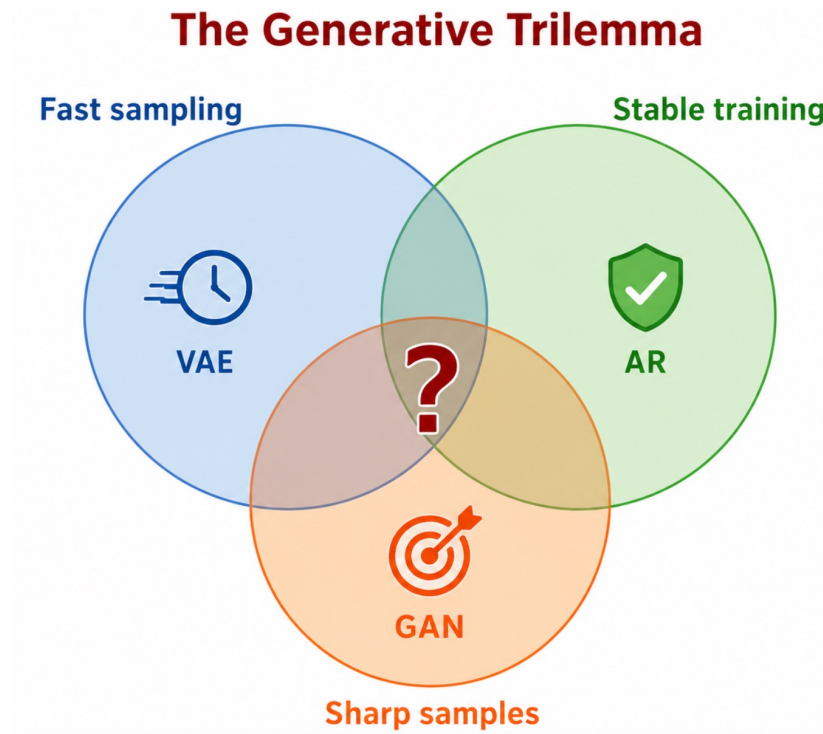 The Generative Trilemma
Fast sampling
Stable training
VAE
AR
?
GAN
Sharp samples